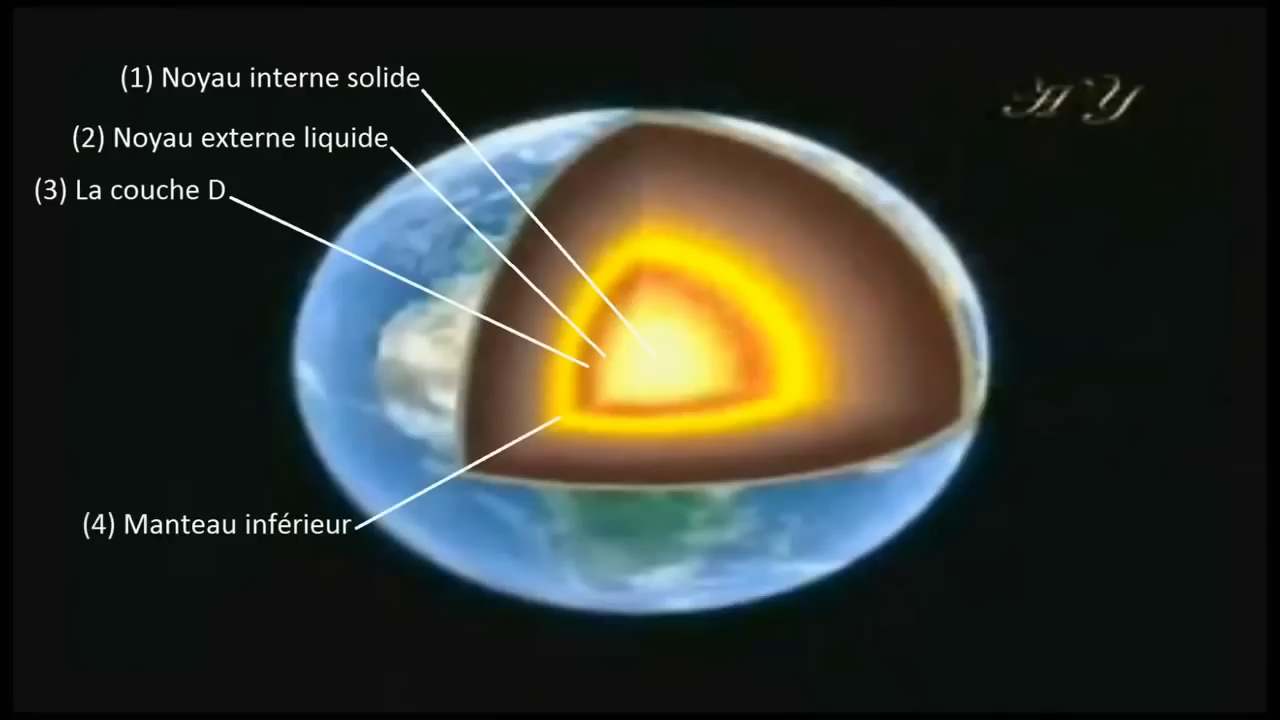 (1) Noyau interne solide
(2) Noyau externe liquide
(3) La couche D
(4) Manteau inférieur